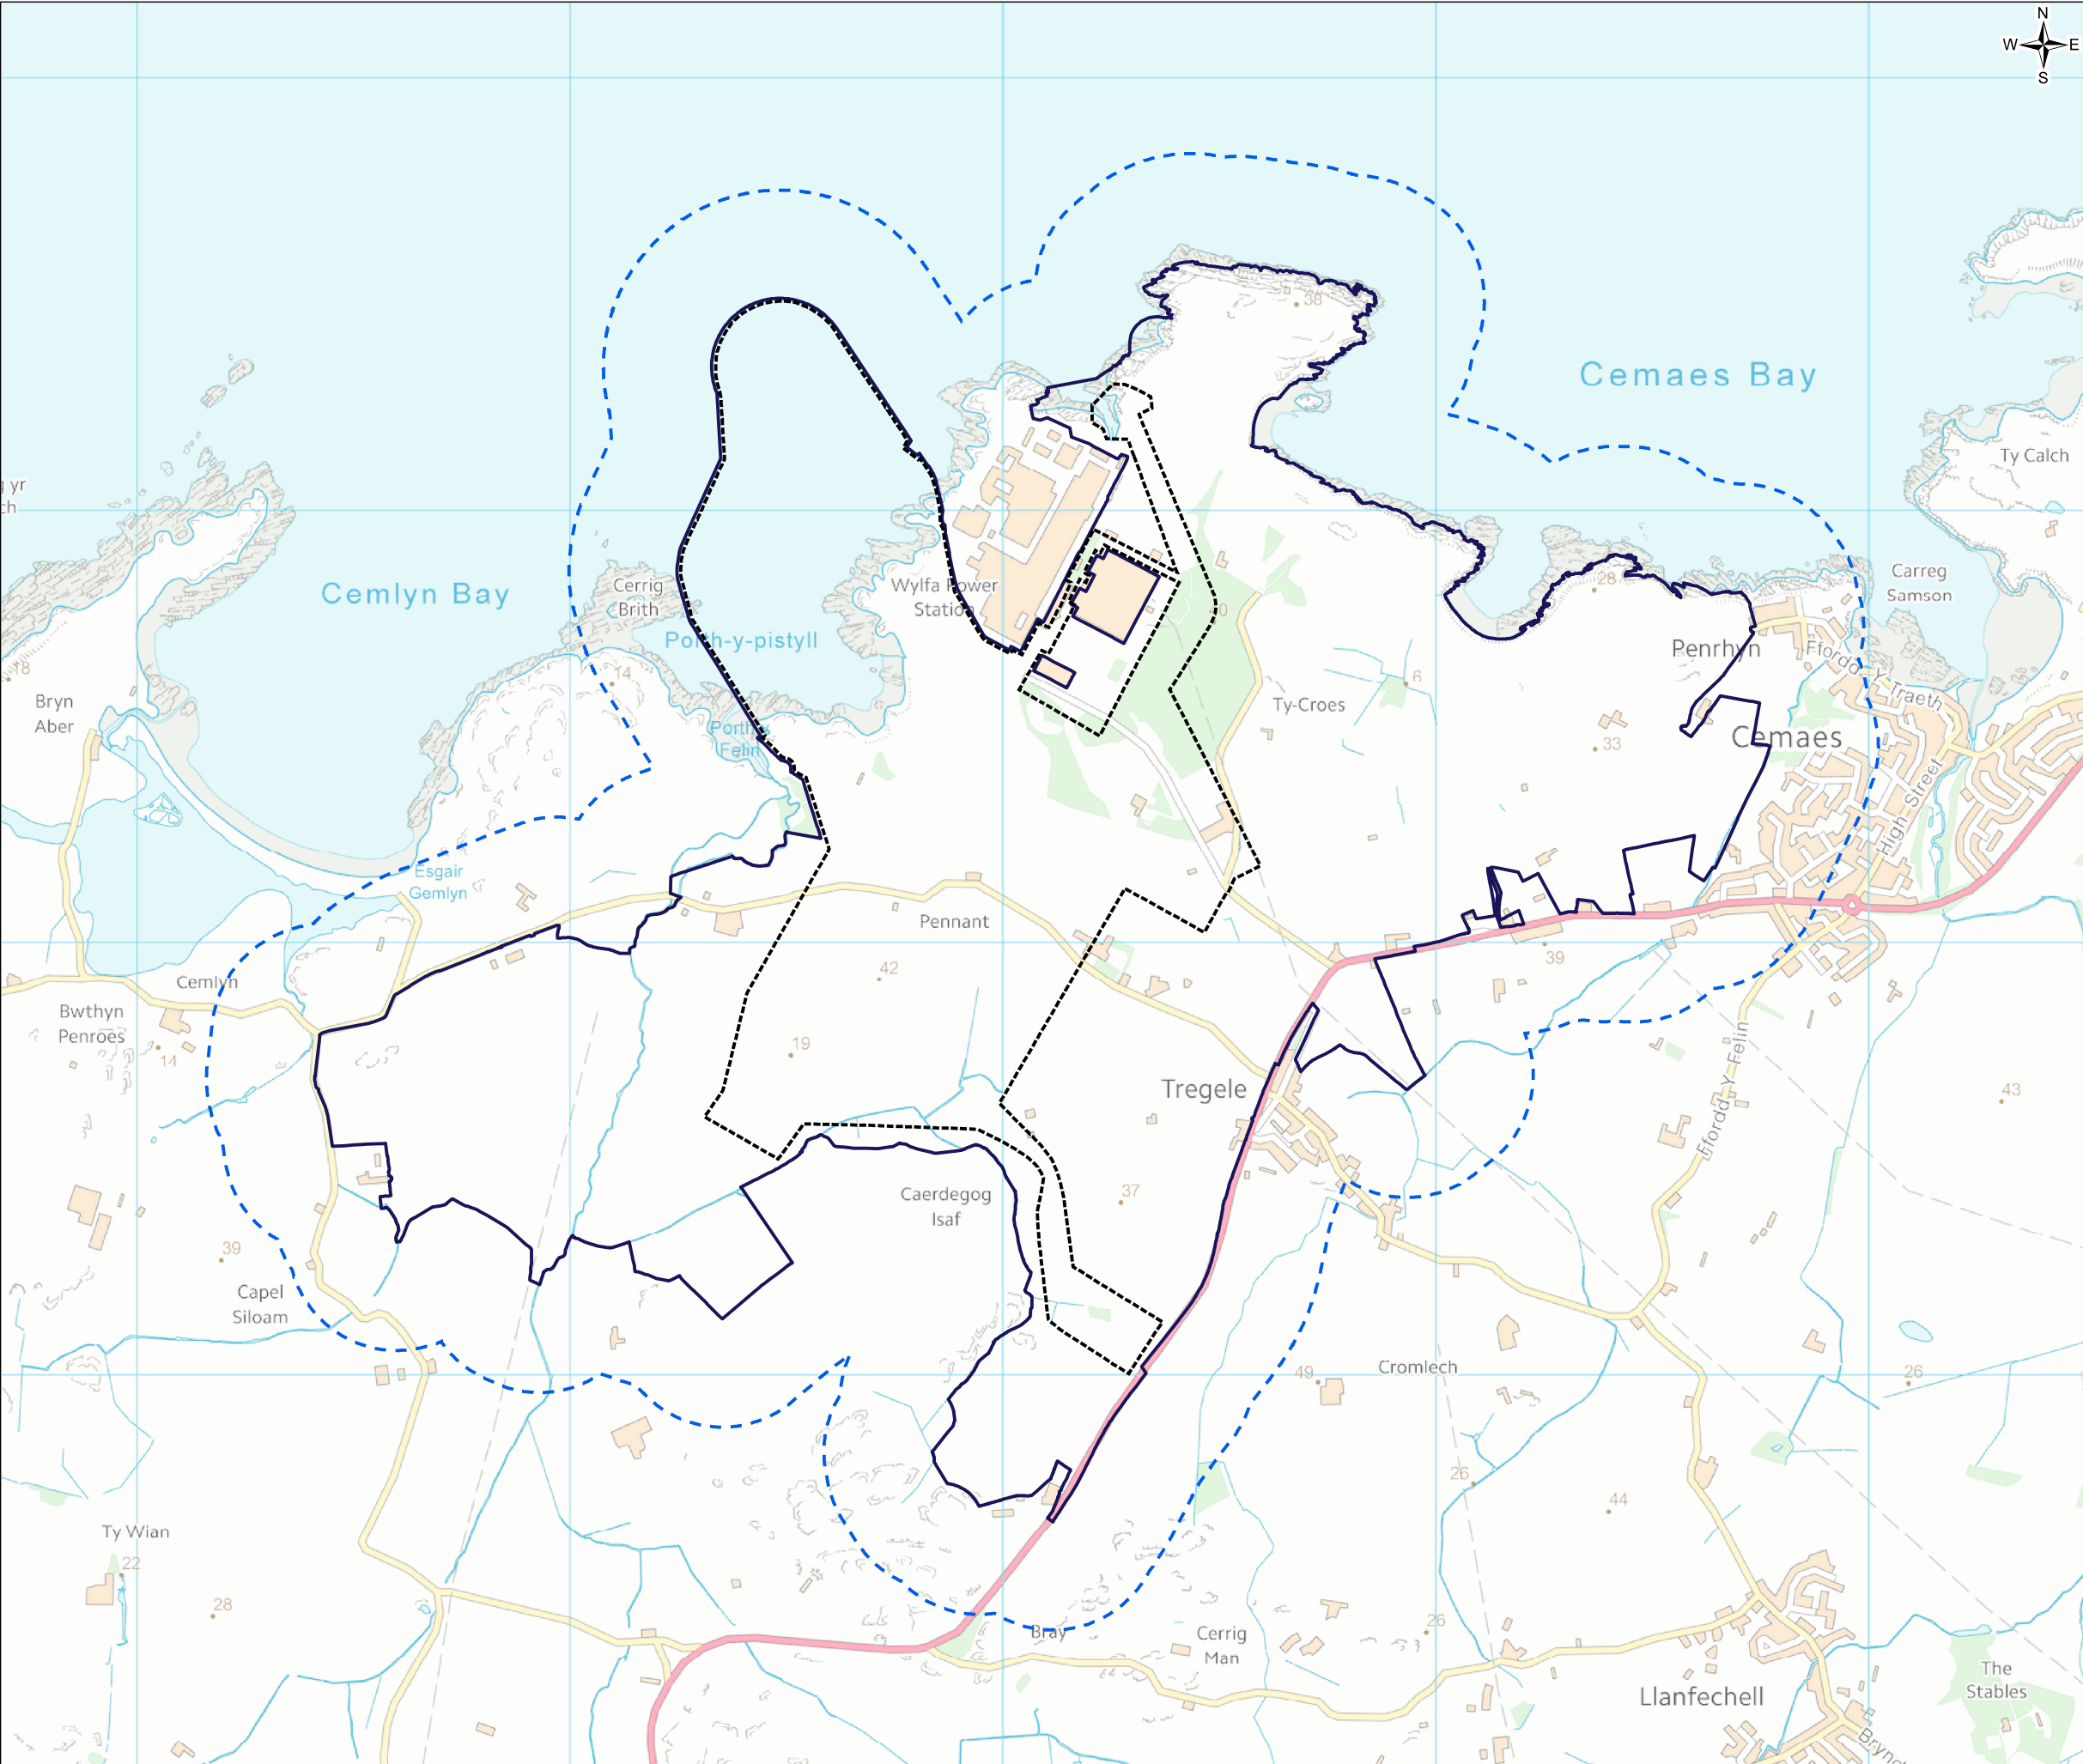 N
W E
S
38
Cemaes Bay
Ty Calch
yr
ch
Cemlyn Bay
Cerrig
Brith
Wylfa Power
Station
Carreg
Samson
28
Porth-y-pistyll
Penrhyn
Ffordd Y Traeth
18
14
6
Bryn
Aber
Ty-Croes
Porth-y
Felin
33
Cemaes
High Street
Esgair
Gemlyn
Pennant
42
39
Cemlyn
Bwthyn
Penroes
14
19
Tregele
Ffordd Y Felin
43
Caerdegog
Isaf
37
39
Capel
Siloam
49
Cromlech
26
26
44
Ty Wian
22
28
Bray
26
Cerrig
Man
The
Stables
Llanfechell